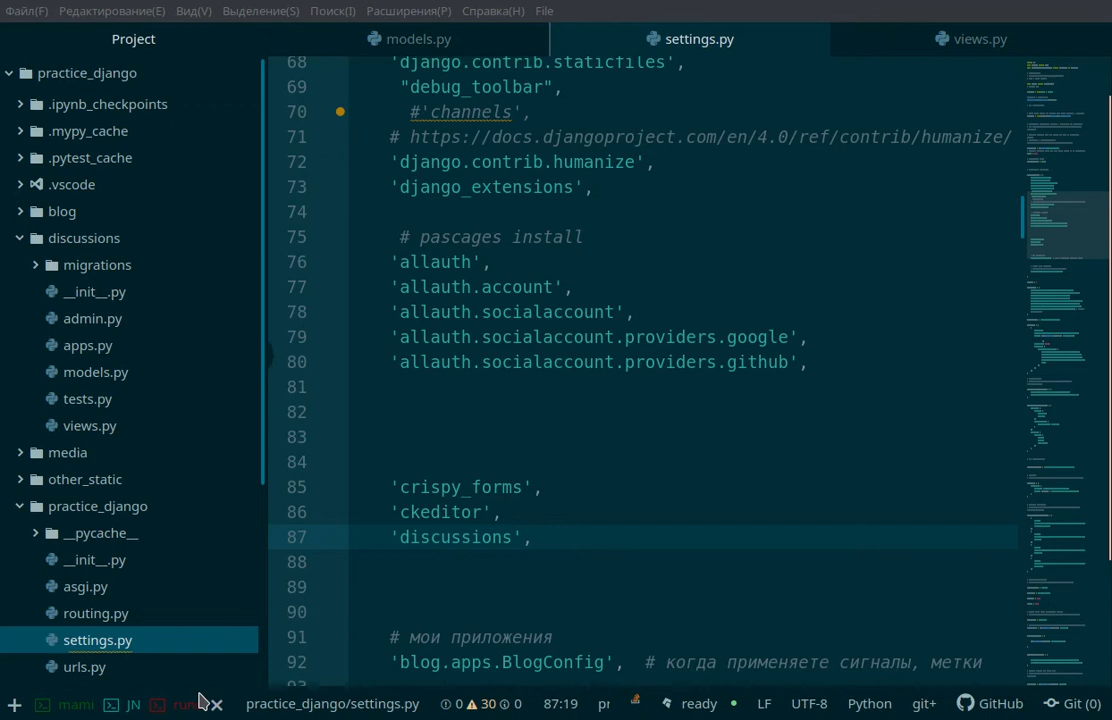 Файл(F) Редактирование(E) Вид(V) Выделение(S) Поиск(I) Расширения(P) Справка(H) File
Project
models.py
settings.py
views.py
practice_django
.ipynb_checkpoints
.mypy_cache
.pytest_cache
.vscode
blog
discussions
migrations
__init__.py
admin.py
apps.py
models.py
tests.py
views.py
media
other_static
practice_django
__pycache__
__init__.py
asgi.py
routing.py
settings.py
urls.py
68 'django.contrib.staticfiles',
69 "debug_toolbar",
70 #'channels',
71 # https://docs.djangoproject.com/en/4.0/ref/contrib/humanize/
72 'django.contrib.humanize',
73 'django_extensions',
74
75 # pascages install
76 'allauth',
77 'allauth.account',
78 'allauth.socialaccount',
79 'allauth.socialaccount.providers.google',
80 'allauth.socialaccount.providers.github',
81
82
83
84
85 'crispy_forms',
86 'ckeditor',
87 'discussions',
88
89
90
91 # мои приложения
92 'blog.apps.BlogConfig', # когда применяете сигналы, метки
93
+ mami JN practice_django/settings.py 0 30 0 87:19 pr ready LF UTF-8 Python git+ GitHub Git (0)